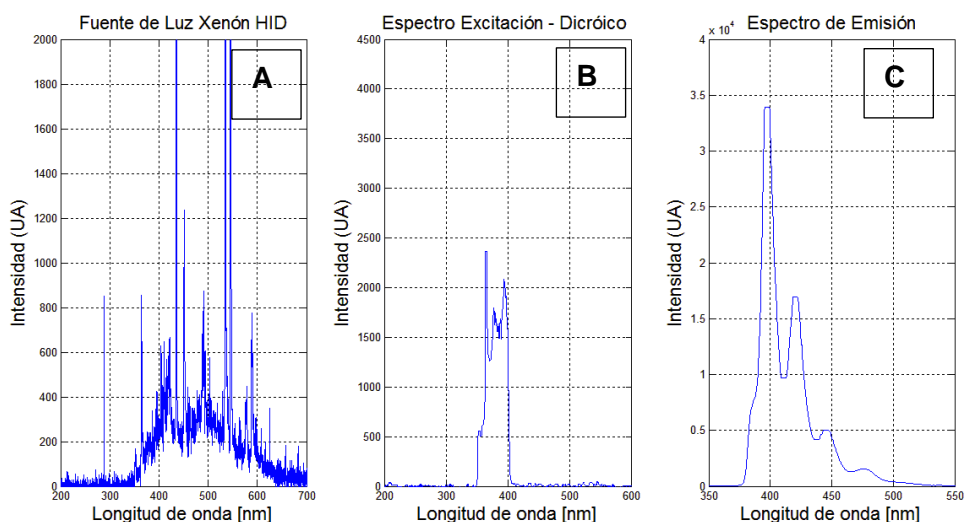 Fuente de Luz Xenón HID
Espectro Excitación - Dicróico
Espectro de Emisión
A
B
C
2000
1800
1600
1400
1200
1000
800
600
400
200
0
Intensidad (UA)
200 300 400 500 600 700
Longitud de onda [nm]
4500
4000
3500
3000
2500
2000
1500
1000
500
0
Intensidad (UA)
200 300 400 500 600
Longitud de onda [nm]
x 10⁴
4
3.5
3
2.5
2
1.5
1
0.5
0
Intensidad (UA)
350 400 450 500 550
Longitud de onda [nm]